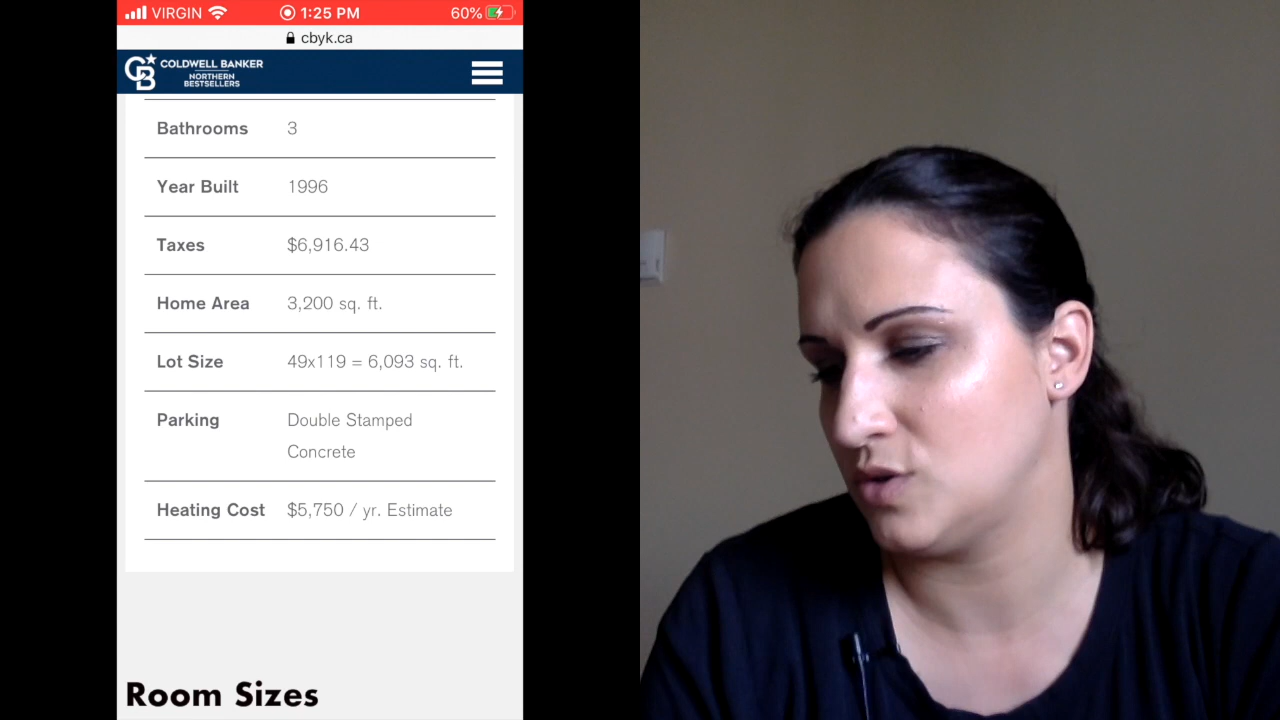 VIRGIN 1:25 PM 60%
cbyk.ca
COLDWELL BANKER
NORTHERN
BESTSELLERS
Bathrooms 3
Year Built 1996
Taxes $6,916.43
Home Area 3,200 sq. ft.
Lot Size 49x119 = 6,093 sq. ft.
Parking Double Stamped
Concrete
Heating Cost $5,750 / yr. Estimate
Room Sizes